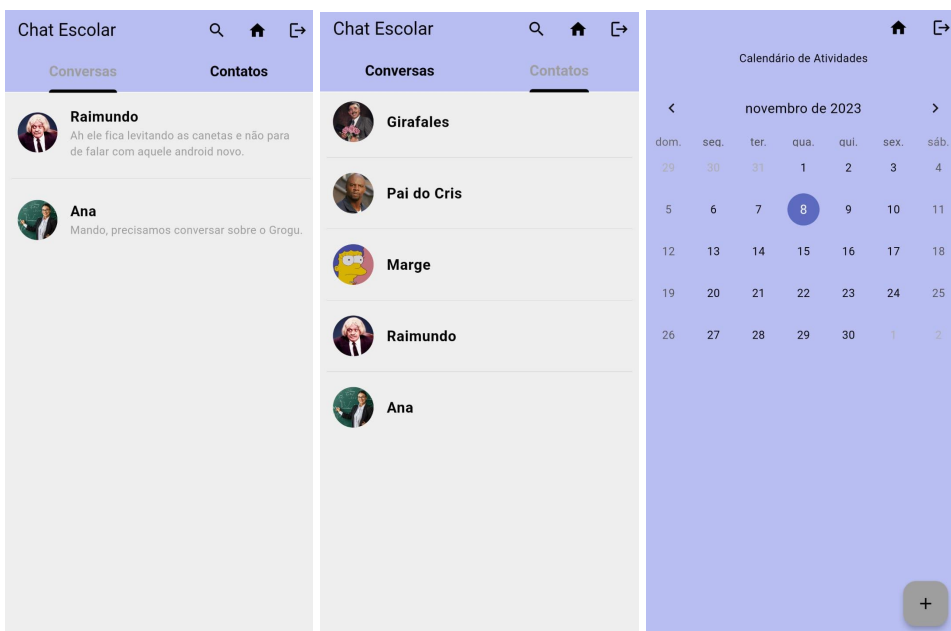 Chat Escolar
Conversas Contatos
Raimundo
Ah ele fica levitando as canetas e não para
de falar com aquele android novo.
Ana
Mando, precisamos conversar sobre o Grogu.
Chat Escolar
Conversas Contatos
Girafales
Pai do Cris
Marge
Raimundo
Ana
Calendário de Atividades
novembro de 2023
dom. seg. ter. qua. qui. sex. sáb.
29 30 31 1 2 3 4
5 6 7 8 9 10 11
12 13 14 15 16 17 18
19 20 21 22 23 24 25
26 27 28 29 30 1 2
+